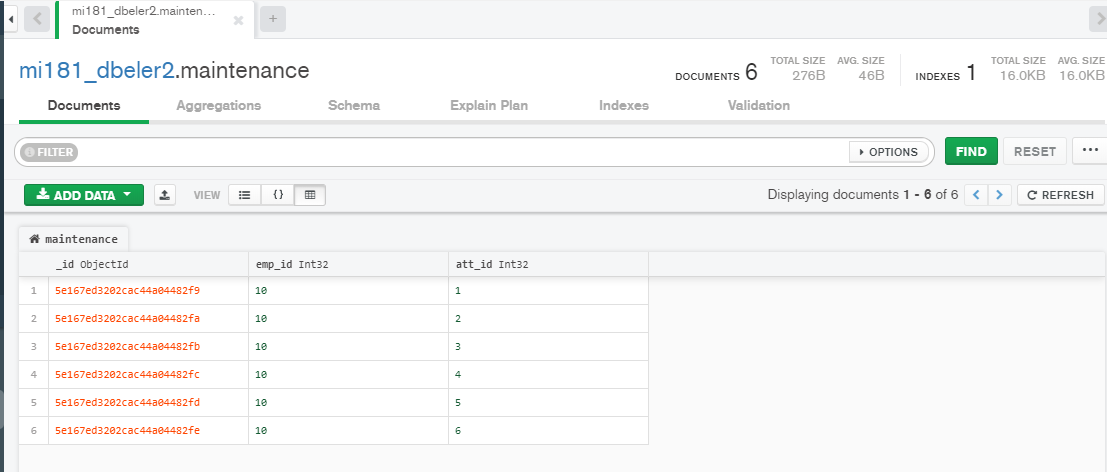 mi181_dbeler2.mainten...
Documents
mi181_dbeler2.maintenance
DOCUMENTS 6 TOTAL SIZE 276B AVG. SIZE 46B INDEXES 1 TOTAL SIZE 16.0KB AVG. SIZE 16.0KB
Documents Aggregations Schema Explain Plan Indexes Validation
FILTER OPTIONS FIND RESET ...
ADD DATA VIEW {} Displaying documents 1 - 6 of 6 < > REFRESH
maintenance
_id ObjectId emp_id Int32 att_id Int32
1 5e167ed3202cac44a04482f9 10 1
2 5e167ed3202cac44a04482fa 10 2
3 5e167ed3202cac44a04482fb 10 3
4 5e167ed3202cac44a04482fc 10 4
5 5e167ed3202cac44a04482fd 10 5
6 5e167ed3202cac44a04482fe 10 6